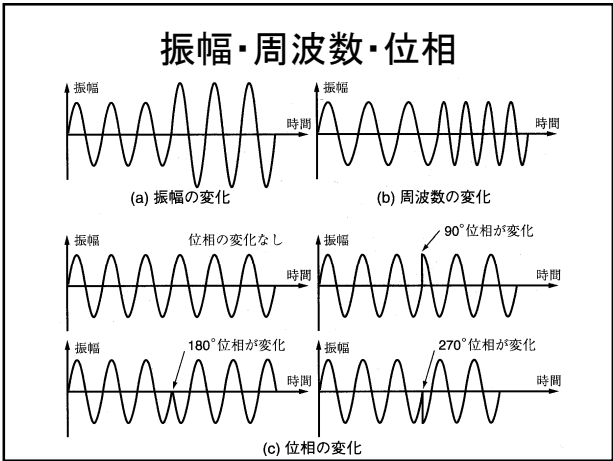 振幅・周波数・位相
振幅
時間
(a) 振幅の変化
振幅
時間
(b) 周波数の変化
振幅
位相の変化なし
時間
振幅
90°位相が変化
時間
振幅
180°位相が変化
時間
振幅
270°位相が変化
時間
(c) 位相の変化